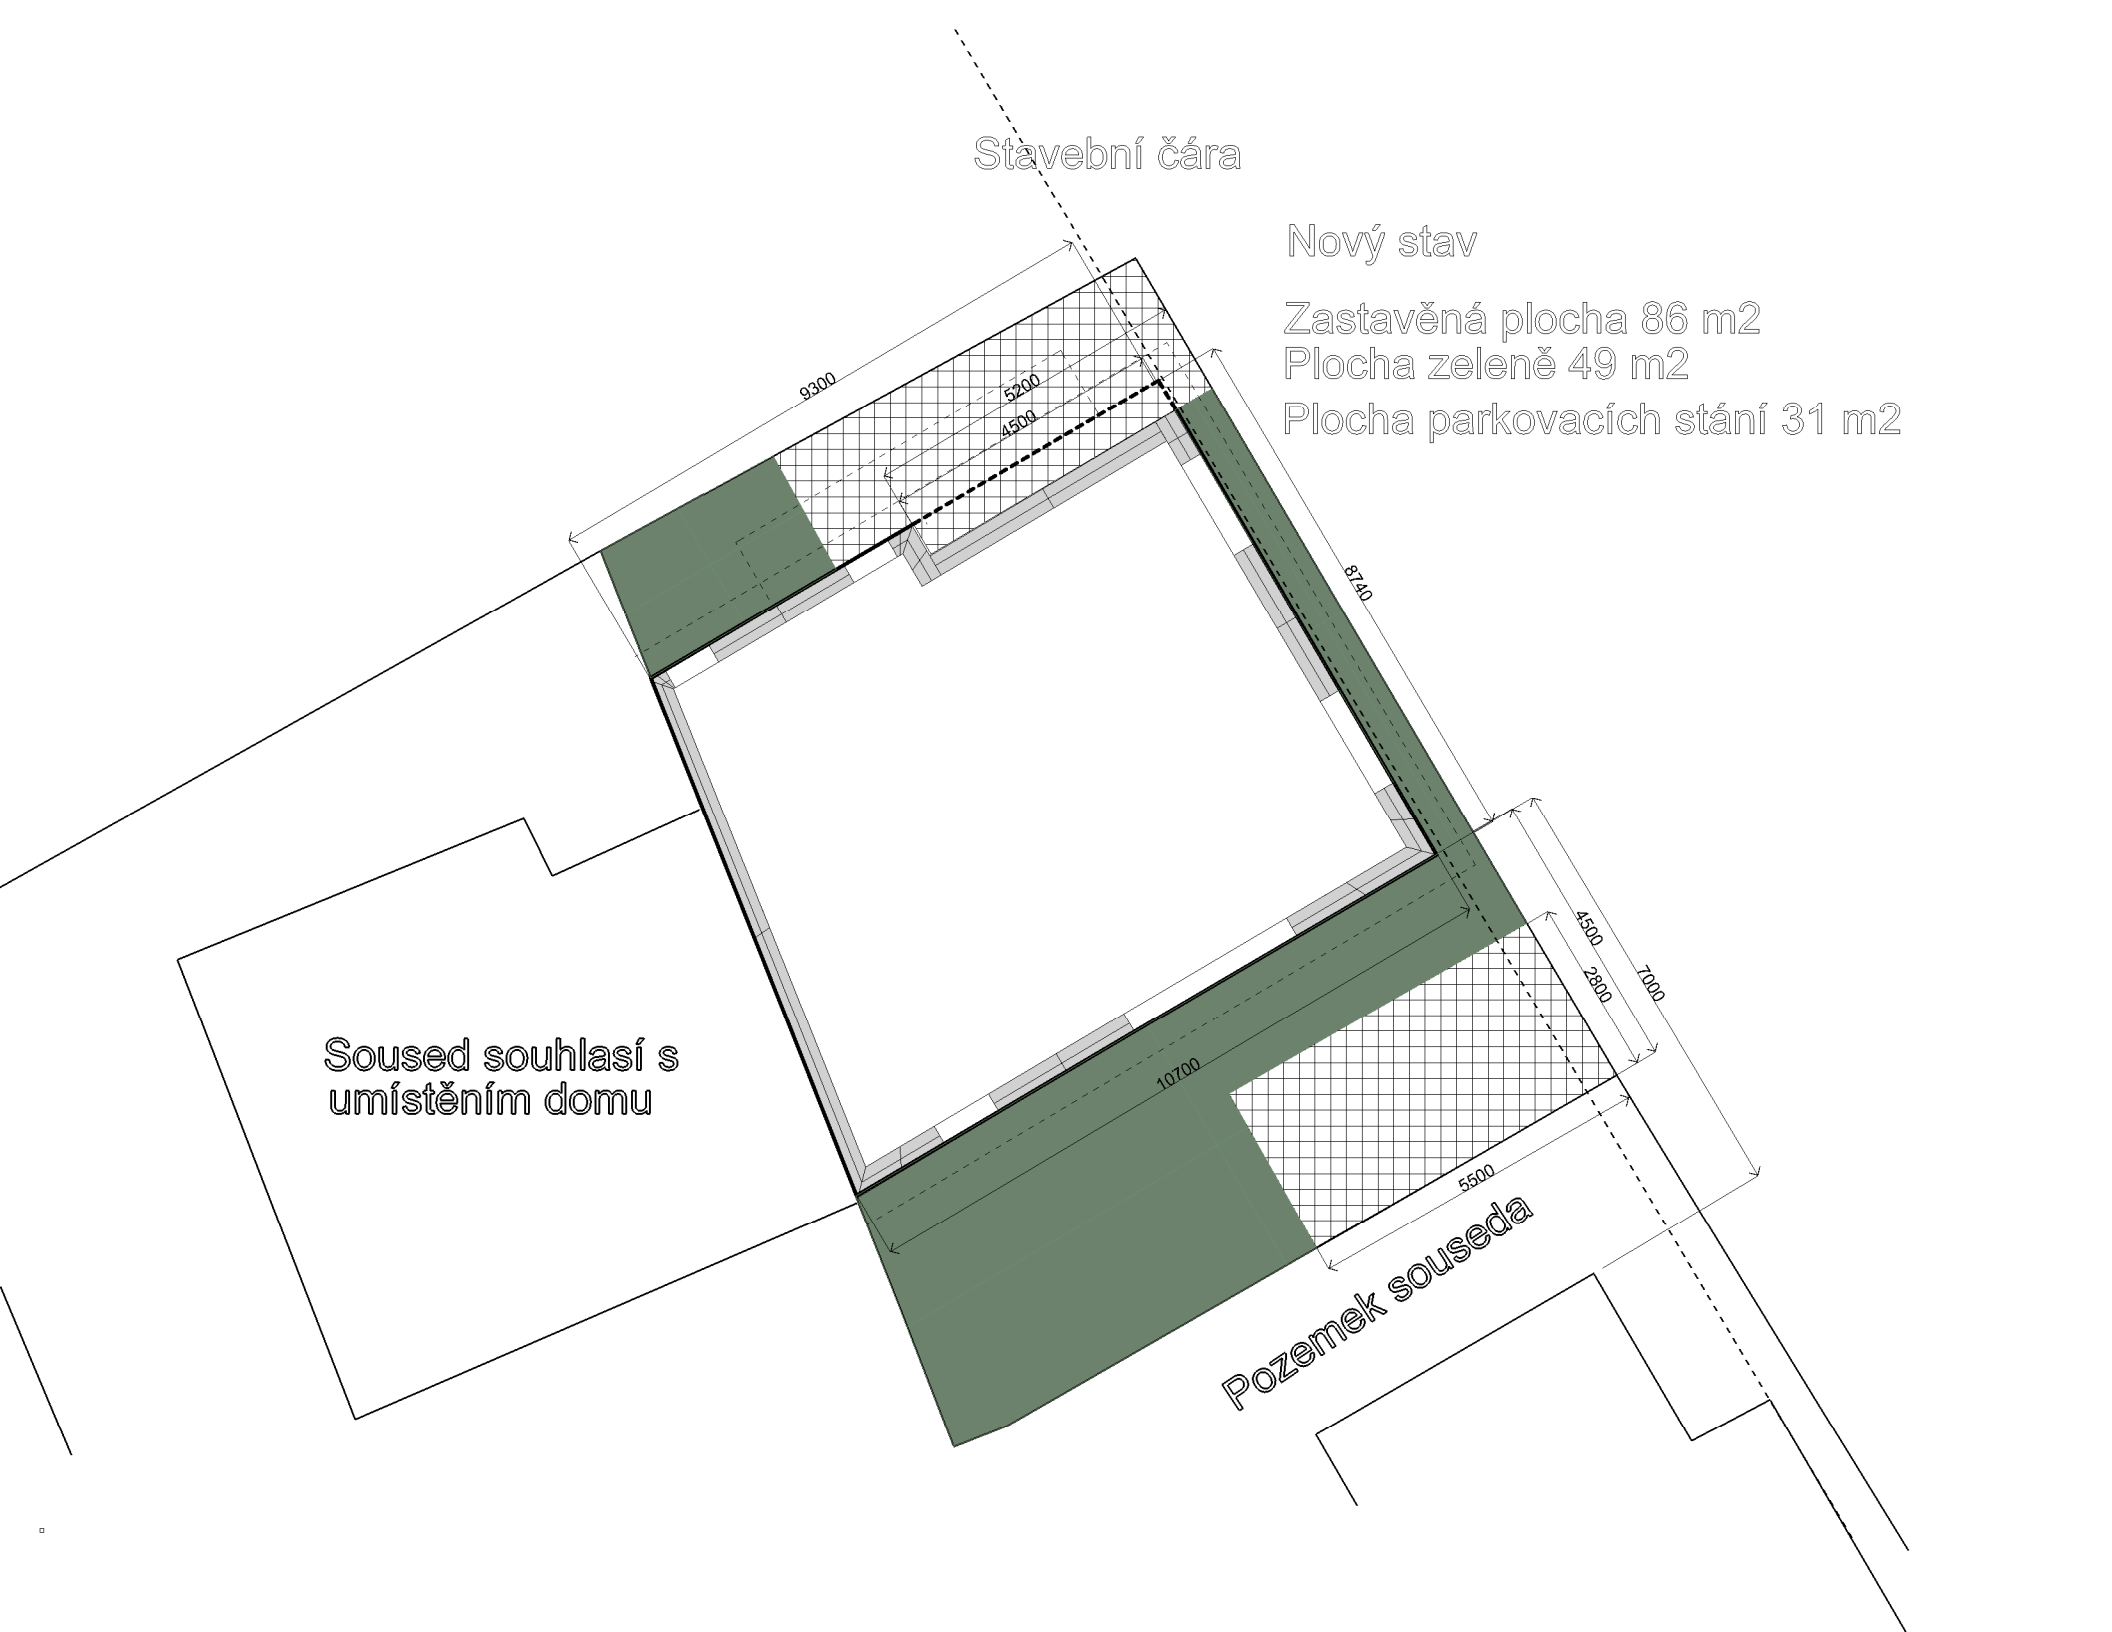 Stavební čára
Nový stav
Zastavěná plocha 86 m2
Plocha zeleně 49 m2
Plocha parkovacích stání 31 m2
9300
5200
4500
8740
4500
2800
7000
10700
5500
Soused souhlasí s
umístěním domu
Pozemek souseda